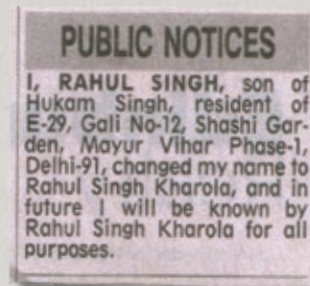 PUBLIC NOTICES
I, RAHUL SINGH, son of
Hukam Singh, resident of
E-29, Gali No-12, Shashi Gar-
den, Mayur Vihar Phase-1,
Delhi-91, changed my name to
Rahul Singh Kharola, and in
future I will be known by
Rahul Singh Kharola for all
purposes.